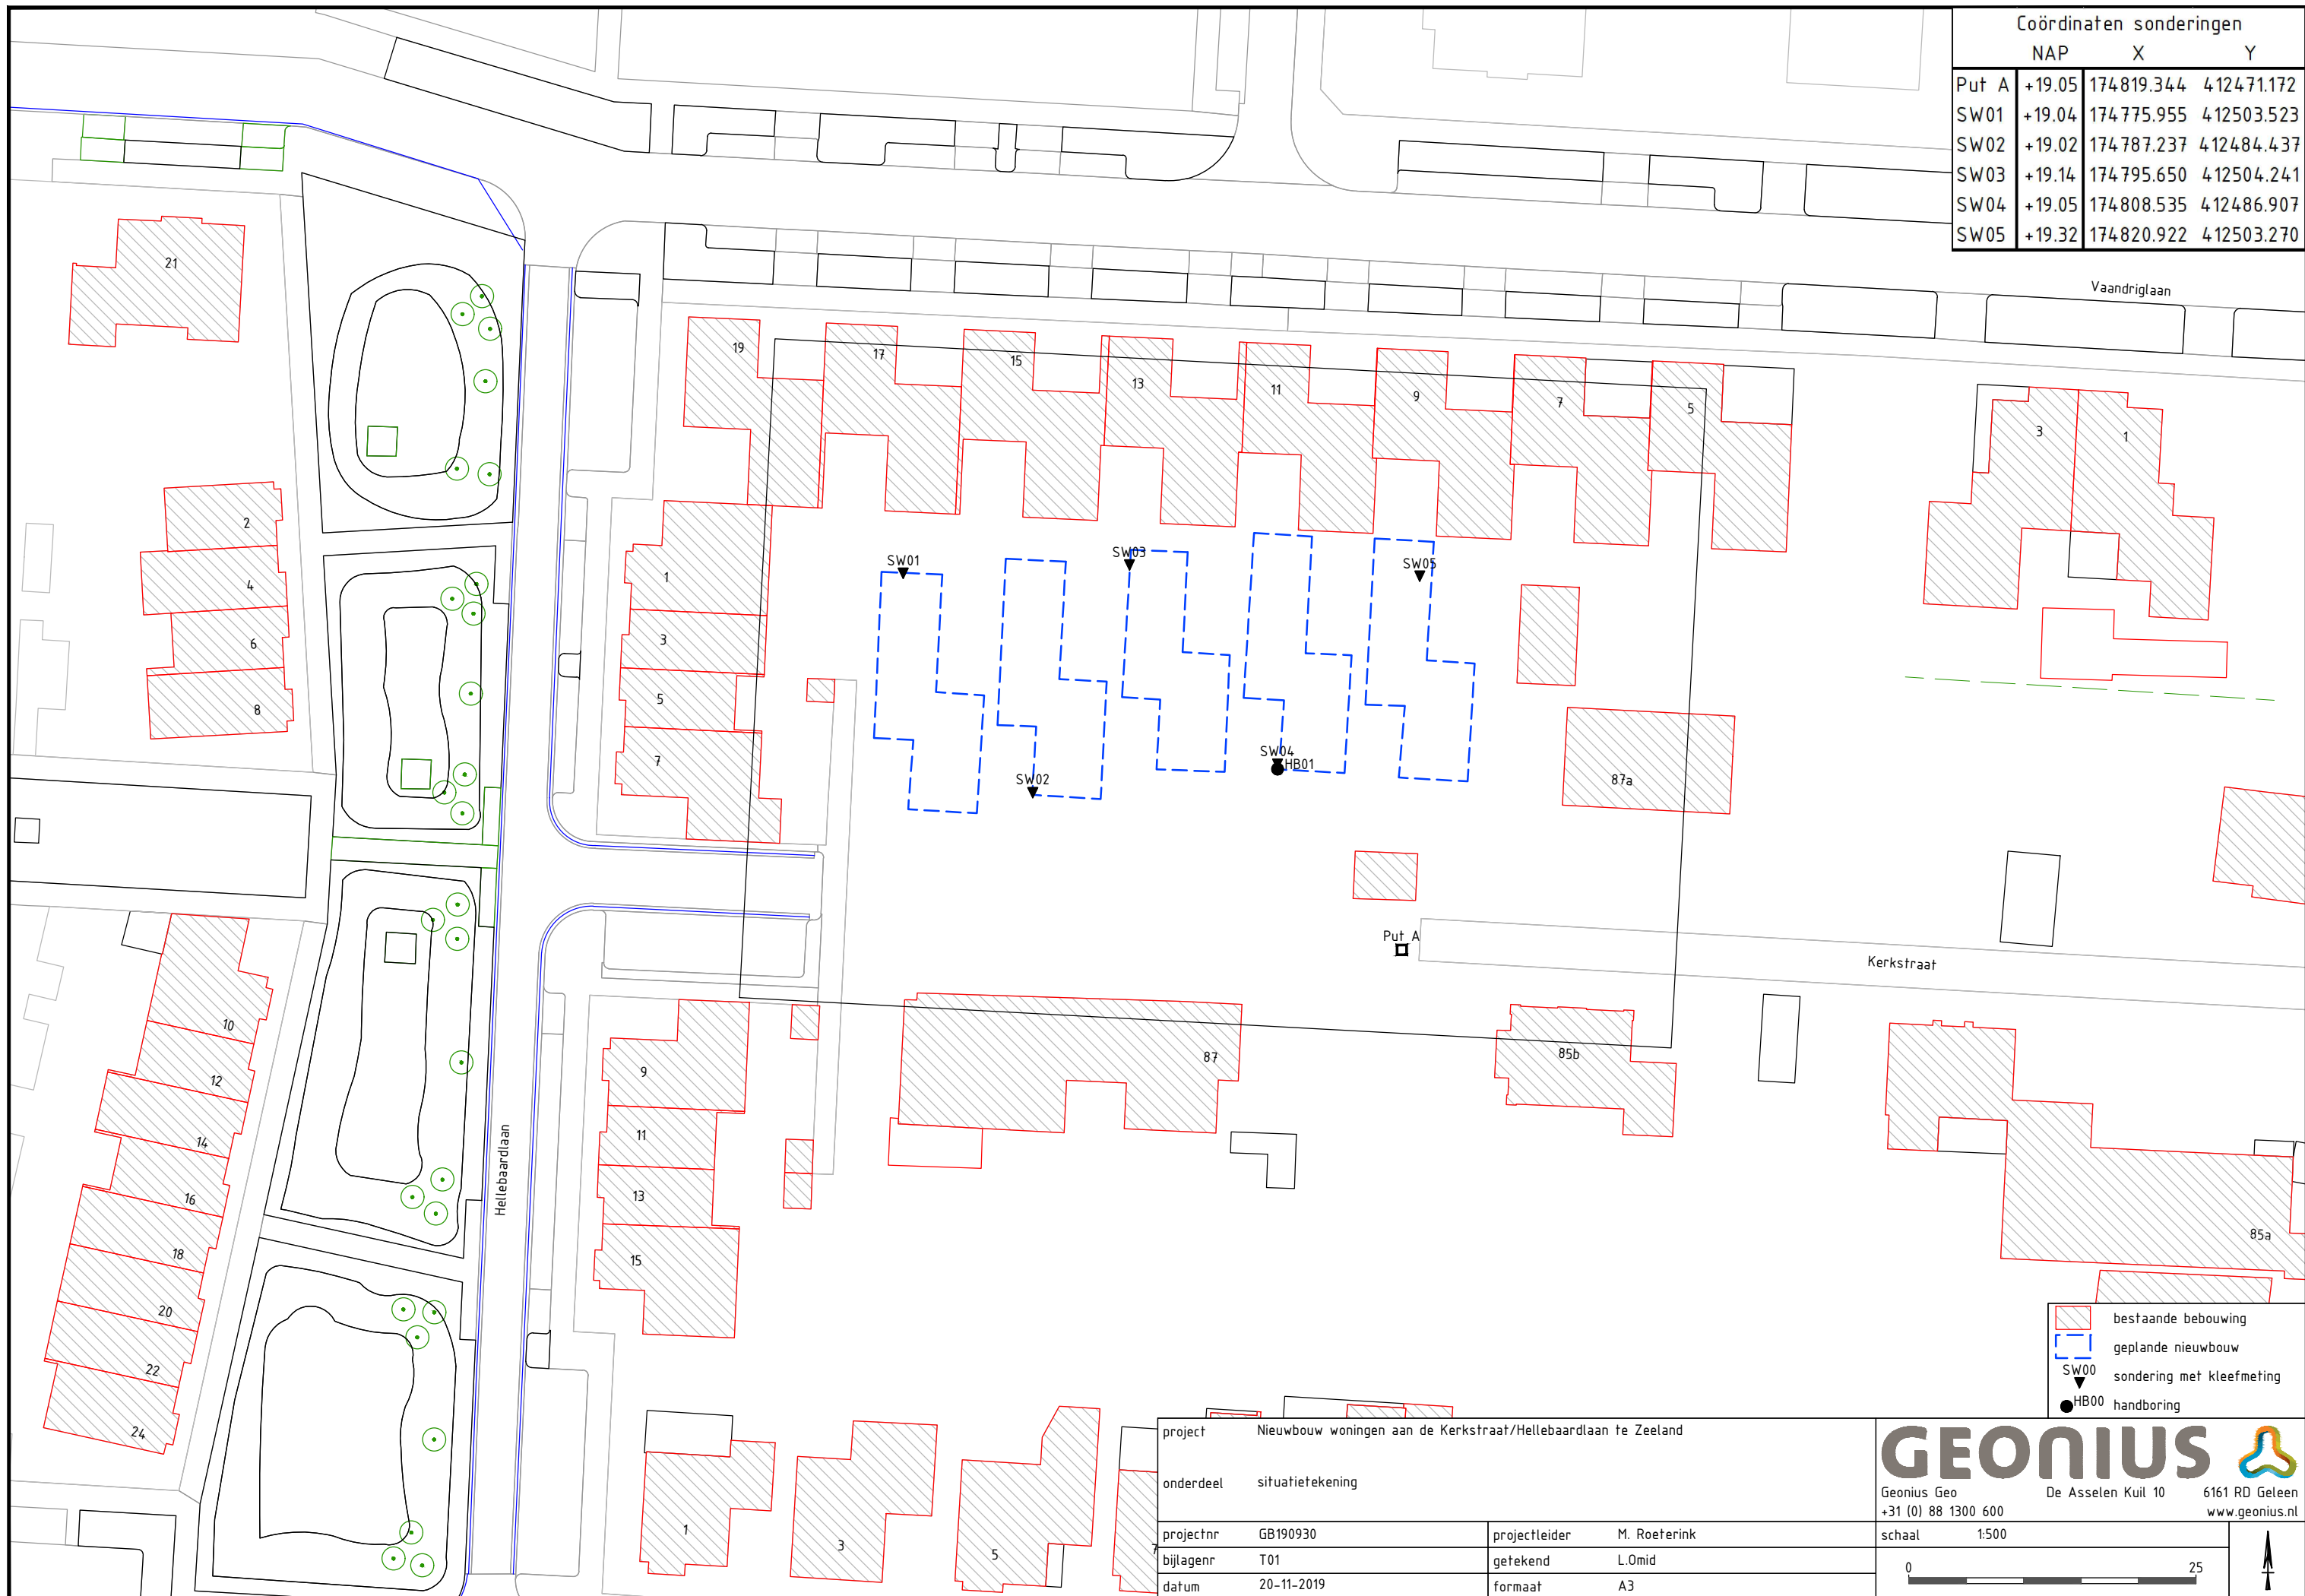 Coördinaten sonderingen
NAP X Y
Put A +19.05 174819.344 412471.172
SW01 +19.04 174775.955 412503.523
SW02 +19.02 174787.237 412484.437
SW03 +19.14 174795.650 412504.241
SW04 +19.05 174808.535 412486.907
SW05 +19.32 174820.922 412503.270
Vaandriglaan
21
19
17
15
13
11
9
7
5
3
1
2
4
6
8
1
3
5
7
SW01
SW03
SW05
SW02
SW04
HB01
87a
Put A
Kerkstraat
10
12
14
16
18
20
22
24
Hellebaardlaan
9
11
13
15
87
85b
85a
1
3
5
7
bestaande bebouwing
geplande nieuwbouw
SW00 sondering met kleefmeting
HB00 handboring
project Nieuwbouw woningen aan de Kerkstraat/Hellebaardlaan te Zeeland
onderdeel situatietekening
GEONIUS
Geonius Geo De Asselen Kuil 10 6161 RD Geleen
+31 (0) 88 1300 600 www.geonius.nl
projectnr GB190930 projectleider M. Roeterink schaal 1:500
bijlagenr T01 getekend L.Omid
0 25
datum 20-11-2019 formaat A3